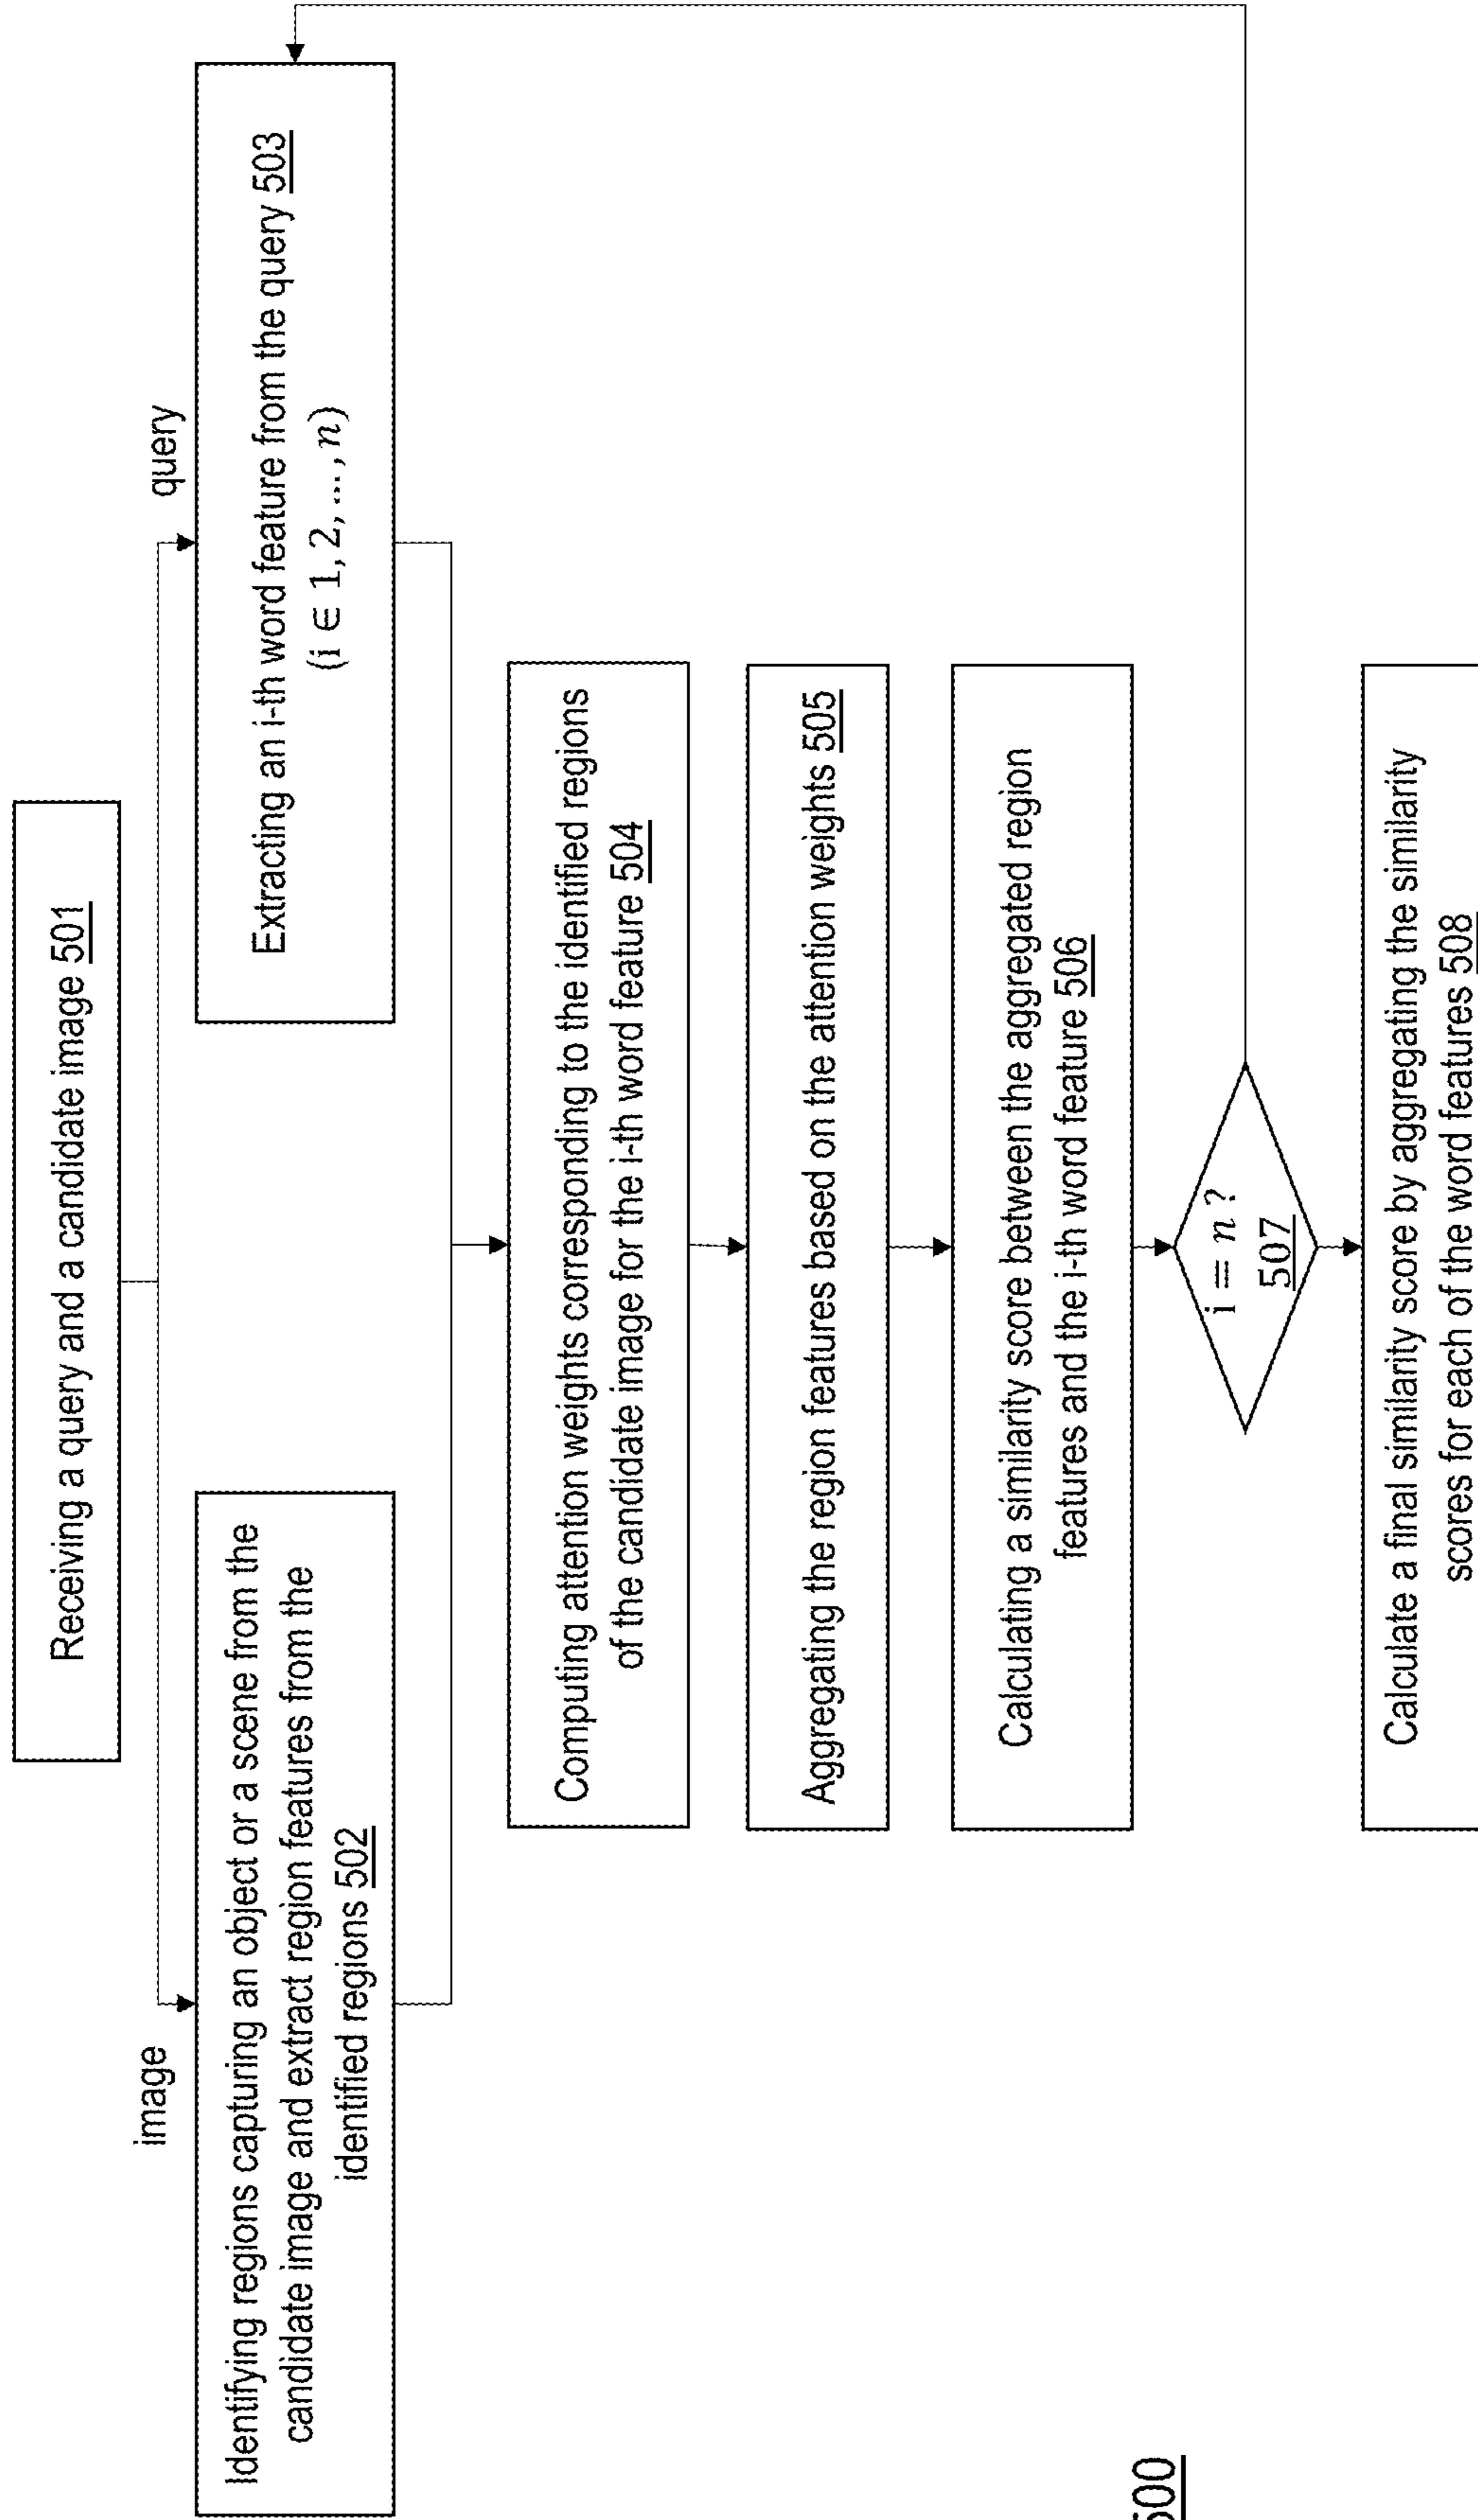 Receiving a query and a candidate image 501
image
query
Identifying regions capturing an object or a scene from the
candidate image and extract region features from the
identified regions 502
Extracting an i-th word feature from the query 503
(i ∈ 1, 2, ... , n)
Computing attention weights corresponding to the identified regions
of the candidate image for the i-th word feature 504
Aggregating the region features based on the attention weights 505
Calculating a similarity score between the aggregated region
features and the i-th word feature 506
i = n ?
507
Calculate a final similarity score by aggregating the similarity
scores for each of the word features 508
500